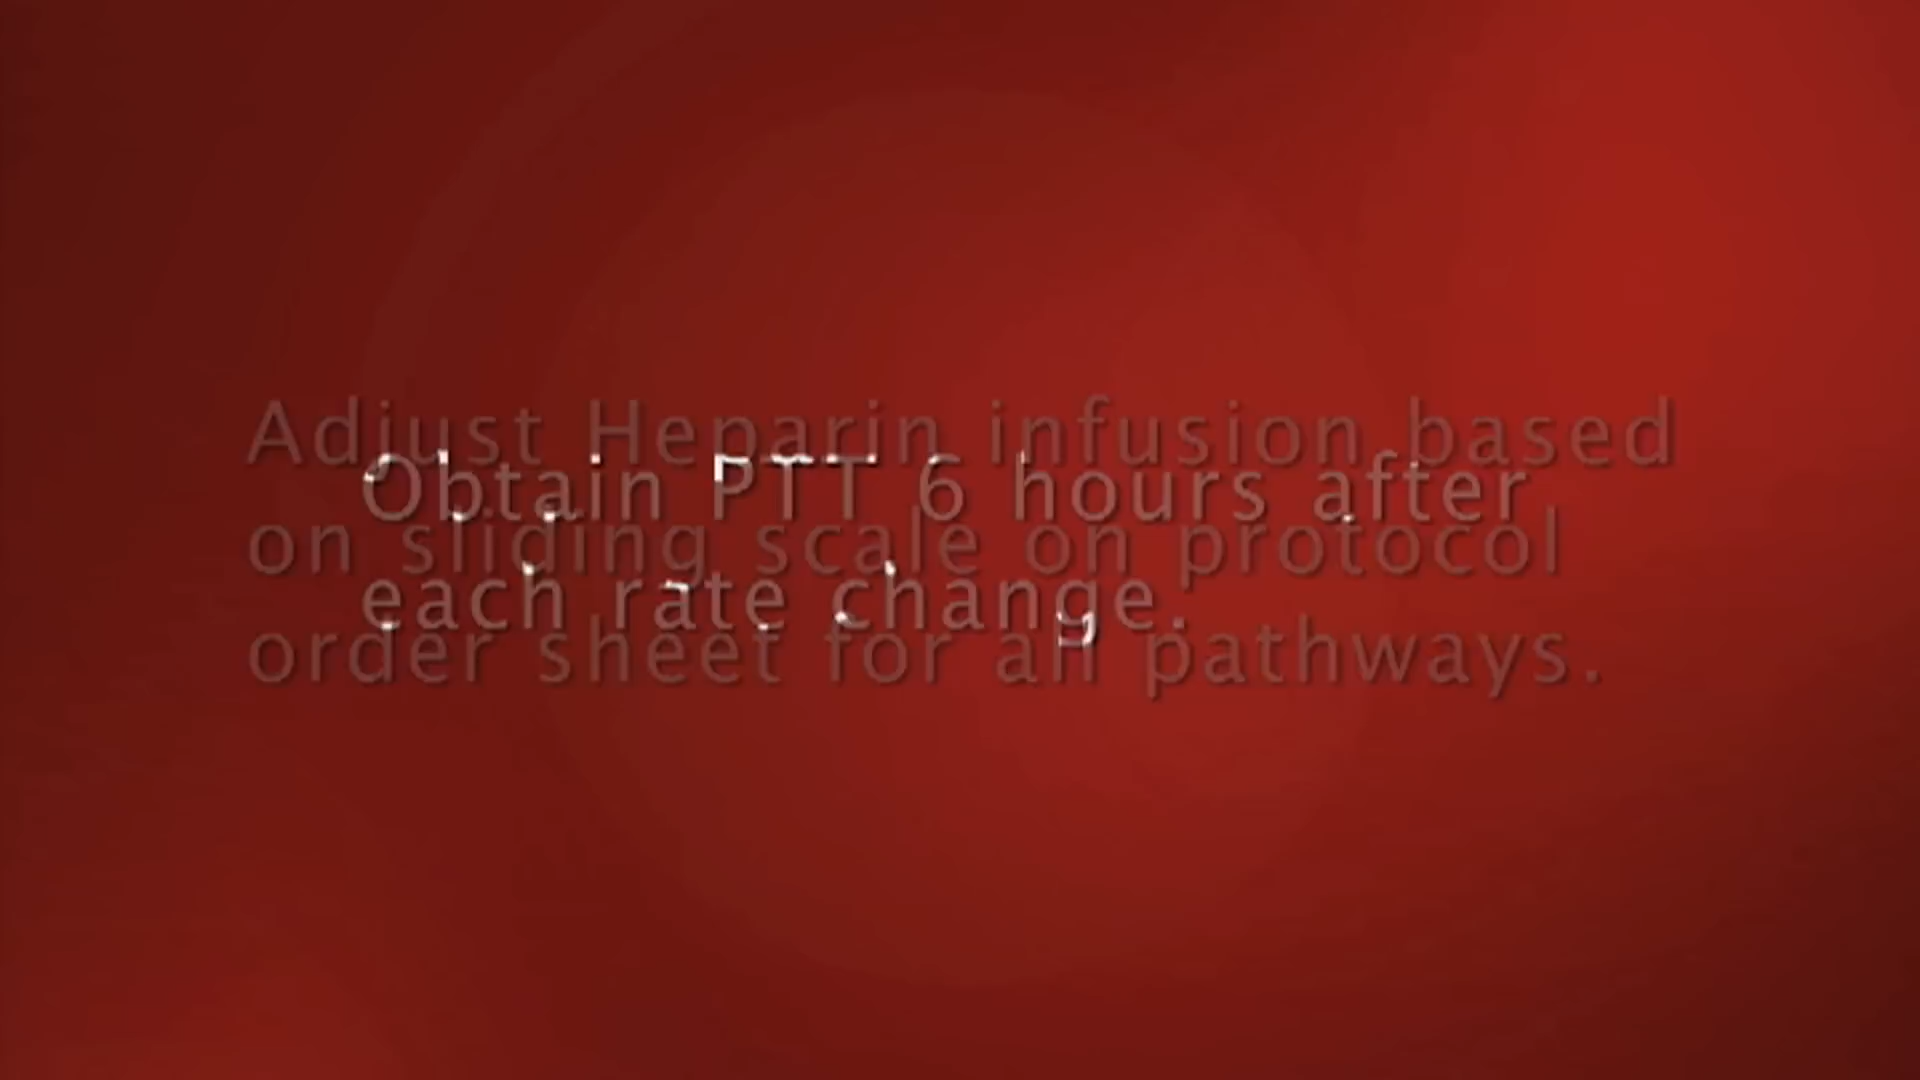 Adjust Heparin infusion based
on sliding scale on protocol
order sheet for all pathways.
Obtain PTT 6 hours after
each rate change.